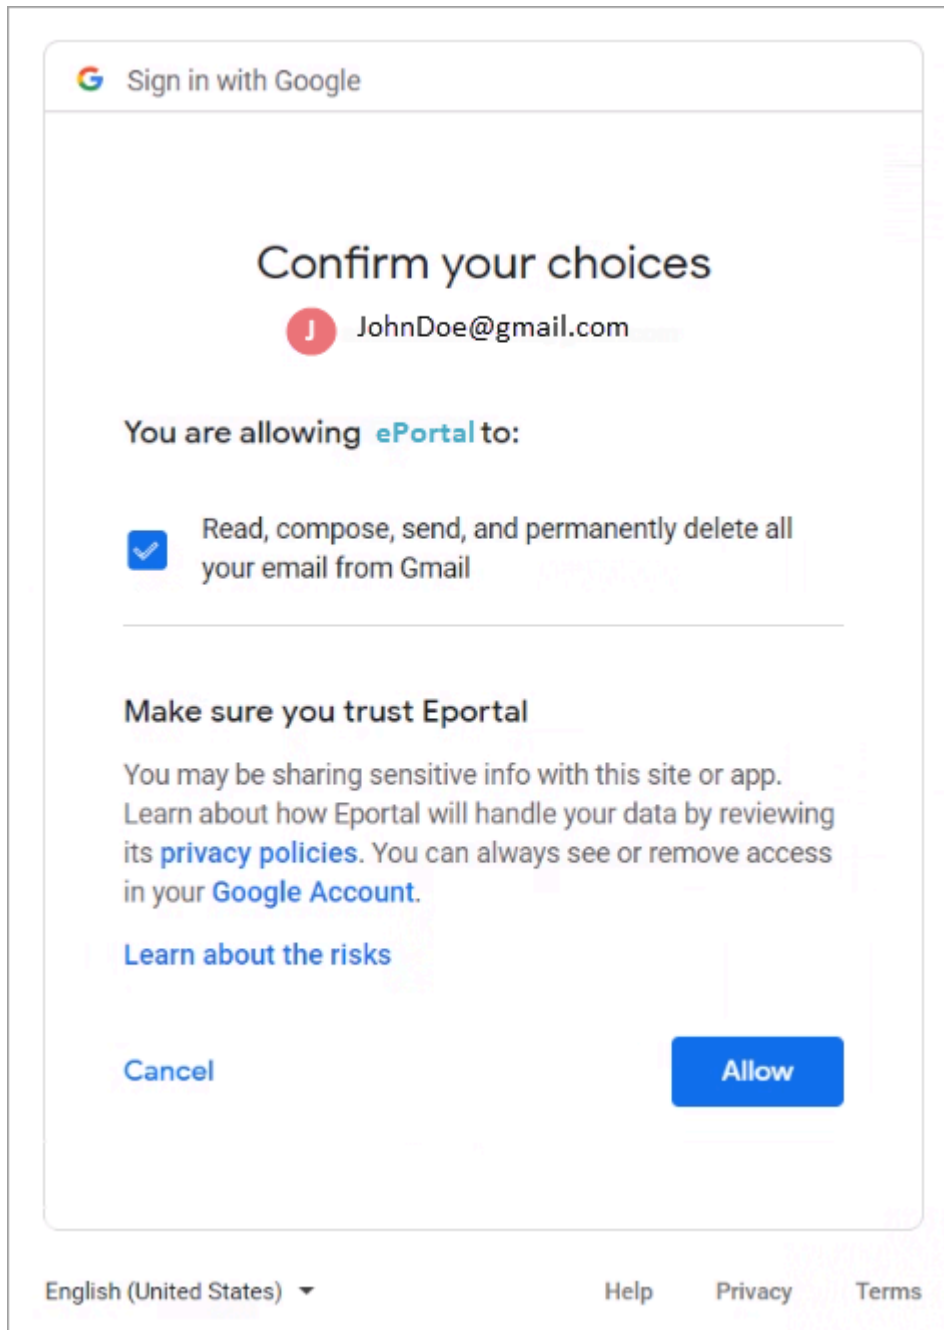 Sign in with Google
Confirm your choices
J JohnDoe@gmail.com
You are allowing ePortal to:
Read, compose, send, and permanently delete all
your email from Gmail
Make sure you trust Eportal
You may be sharing sensitive info with this site or app.
Learn about how Eportal will handle your data by reviewing
its privacy policies. You can always see or remove access
in your Google Account.
Learn about the risks
Cancel Allow
English (United States) Help Privacy Terms